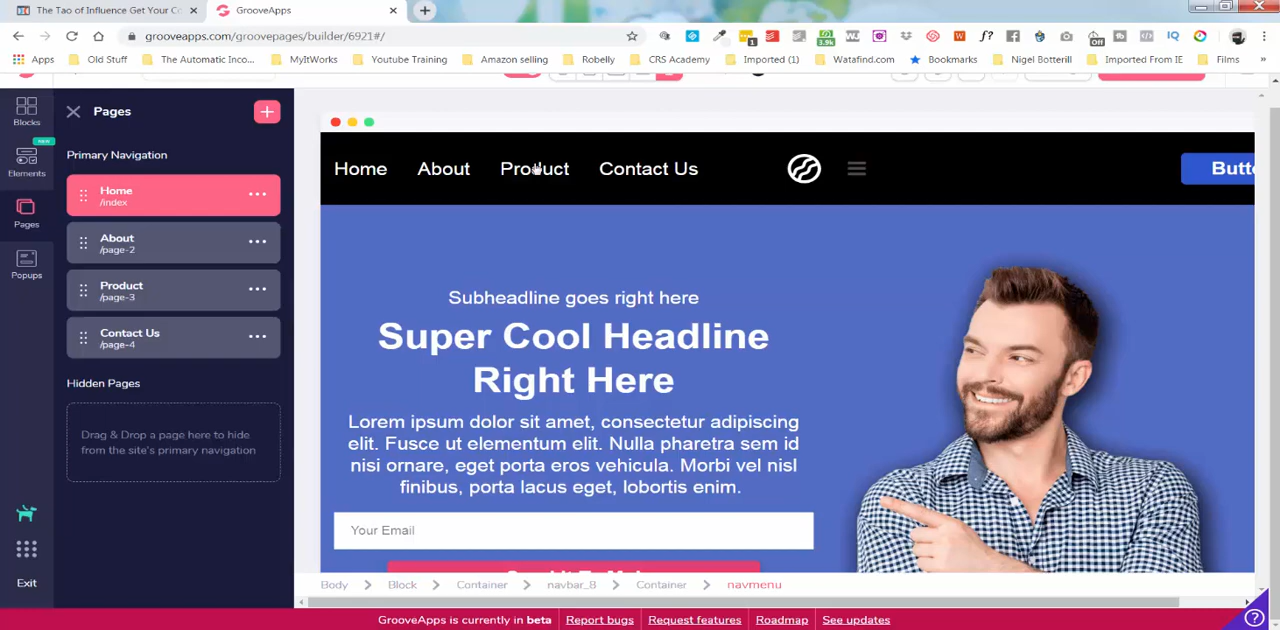 The Tao of Influence Get Your Co
GrooveApps
grooveapps.com/groovepages/builder/6921#/
Apps
Old Stuff
The Automatic Inco...
MyItWorks
Youtube Training
Amazon selling
Robelly
CRS Academy
Imported (1)
Watafind.com
Bookmarks
Nigel Botterill
Imported From IE
Films
Blocks
NEW
Elements
Pages
Popups
Exit
Pages
Primary Navigation
Home
/index
About
/page-2
Product
/page-3
Contact Us
/page-4
Hidden Pages
Drag & Drop a page here to hide
from the site's primary navigation
Home About Product Contact Us
Butto
Subheadline goes right here
Super Cool Headline
Right Here
Lorem ipsum dolor sit amet, consectetur adipiscing
elit. Fusce ut elementum elit. Nulla pharetra sem id
nisi ornare, eget porta eros vehicula. Morbi vel nisl
finibus, porta lacus eget, lobortis enim.
Your Email
Body > Block > Container > navbar_8 > Container > navmenu
GrooveApps is currently in beta Report bugs Request features Roadmap See updates